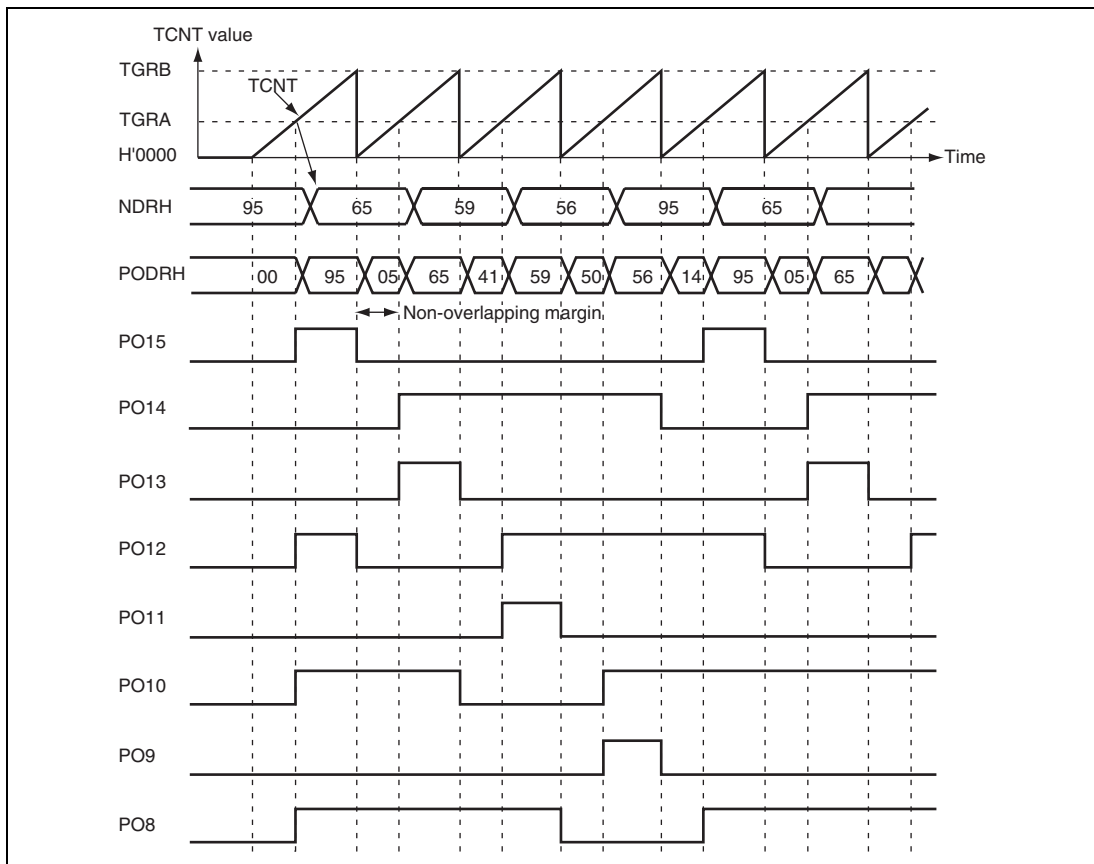 TCNT value
TGRB
TCNT
TGRA
H'0000
Time
NDRH 95 65 59 56 95 65
PODRH 00 95 05 65 41 59 50 56 14 95 05 65
Non-overlapping margin
PO15
PO14
PO13
PO12
PO11
PO10
PO9
PO8